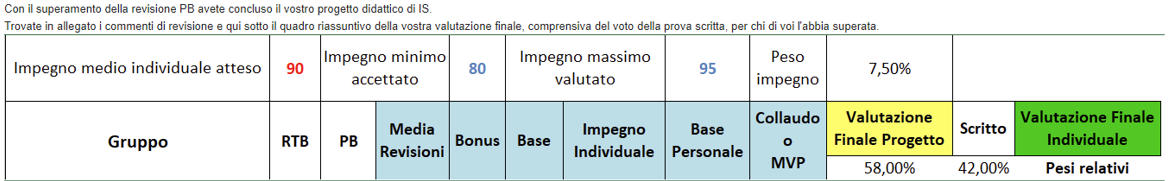 Con il superamento della revisione PB avete concluso il vostro progetto didattico di IS.
Trovate in allegato i commenti di revisione e qui sotto il quadro riassuntivo della vostra valutazione finale, comprensiva del voto della prova scritta, per chi di voi l'abbia superata.
Impegno medio individuale atteso
90
Impegno minimo
accettato
80
Impegno massimo
valutato
95
Peso
impegno
7,50%
Gruppo
RTB
PB
Media
Revisioni
Bonus
Base
Impegno
Individuale
Base
Personale
Collaudo
o
MVP
Valutazione
Finale Progetto
Scritto
Valutazione Finale
Individuale
58,00%
42,00%
Pesi relativi